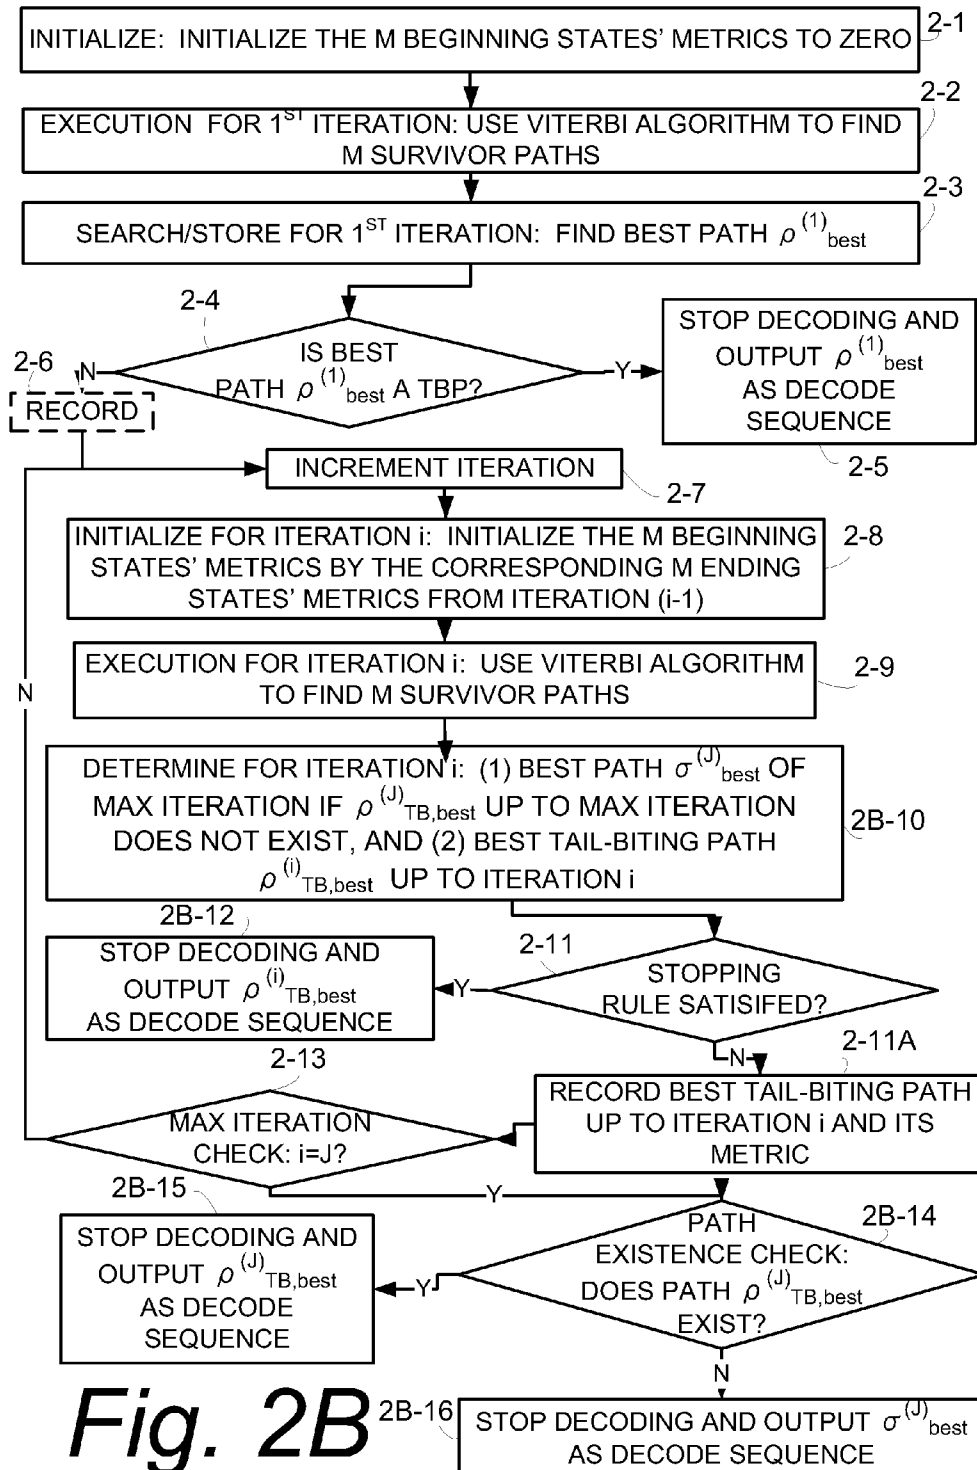 INITIALIZE: INITIALIZE THE M BEGINNING STATES' METRICS TO ZERO
2-1
2-2
EXECUTION FOR 1ST ITERATION: USE VITERBI ALGORITHM TO FIND
M SURVIVOR PATHS
2-3
SEARCH/STORE FOR 1ST ITERATION: FIND BEST PATH ρ(1)best
2-4
IS BEST
PATH ρ(1)best A TBP?
N
Y
STOP DECODING AND
OUTPUT ρ(1)best
AS DECODE
SEQUENCE
2-5
2-6
RECORD
INCREMENT ITERATION
2-7
INITIALIZE FOR ITERATION i: INITIALIZE THE M BEGINNING
STATES' METRICS BY THE CORRESPONDING M ENDING
STATES' METRICS FROM ITERATION (i-1)
2-8
EXECUTION FOR ITERATION i: USE VITERBI ALGORITHM
TO FIND M SURVIVOR PATHS
2-9
N
DETERMINE FOR ITERATION i: (1) BEST PATH σ(J)best OF
MAX ITERATION IF ρ(J)TB,best UP TO MAX ITERATION
DOES NOT EXIST, AND (2) BEST TAIL-BITING PATH
ρ(i)TB,best UP TO ITERATION i
2B-10
2B-12
STOP DECODING AND
OUTPUT ρ(i)TB,best
AS DECODE SEQUENCE
Y
2-11
STOPPING
RULE SATISIFED?
N
2-11A
RECORD BEST TAIL-BITING PATH
UP TO ITERATION i AND ITS
METRIC
2-13
MAX ITERATION
CHECK: i=J?
Y
2B-15
STOP DECODING AND
OUTPUT ρ(J)TB,best
AS DECODE
SEQUENCE
Y
2B-14
PATH
EXISTENCE CHECK:
DOES PATH ρ(J)TB,best
EXIST?
N
2B-16
STOP DECODING AND OUTPUT σ(J)best
AS DECODE SEQUENCE
Fig. 2B